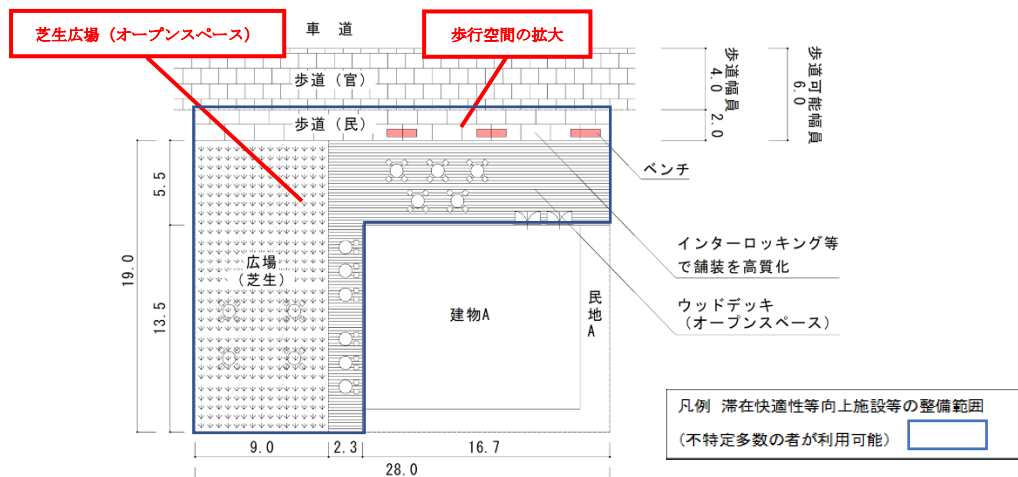 芝生広場（オープンスペース）
車 道
歩行空間の拡大
歩道（官）
歩道（民）
歩道幅員
4.0
2.0
歩道可能幅員
6.0
ベンチ
インターロッキング等
で舗装を高質化
ウッドデッキ
（オープンスペース）
広場
（芝生）
建物A
民地A
5.5
19.0
13.5
9.0
2.3
16.7
28.0
凡例 滞在快適性等向上施設等の整備範囲
（不特定多数の者が利用可能）